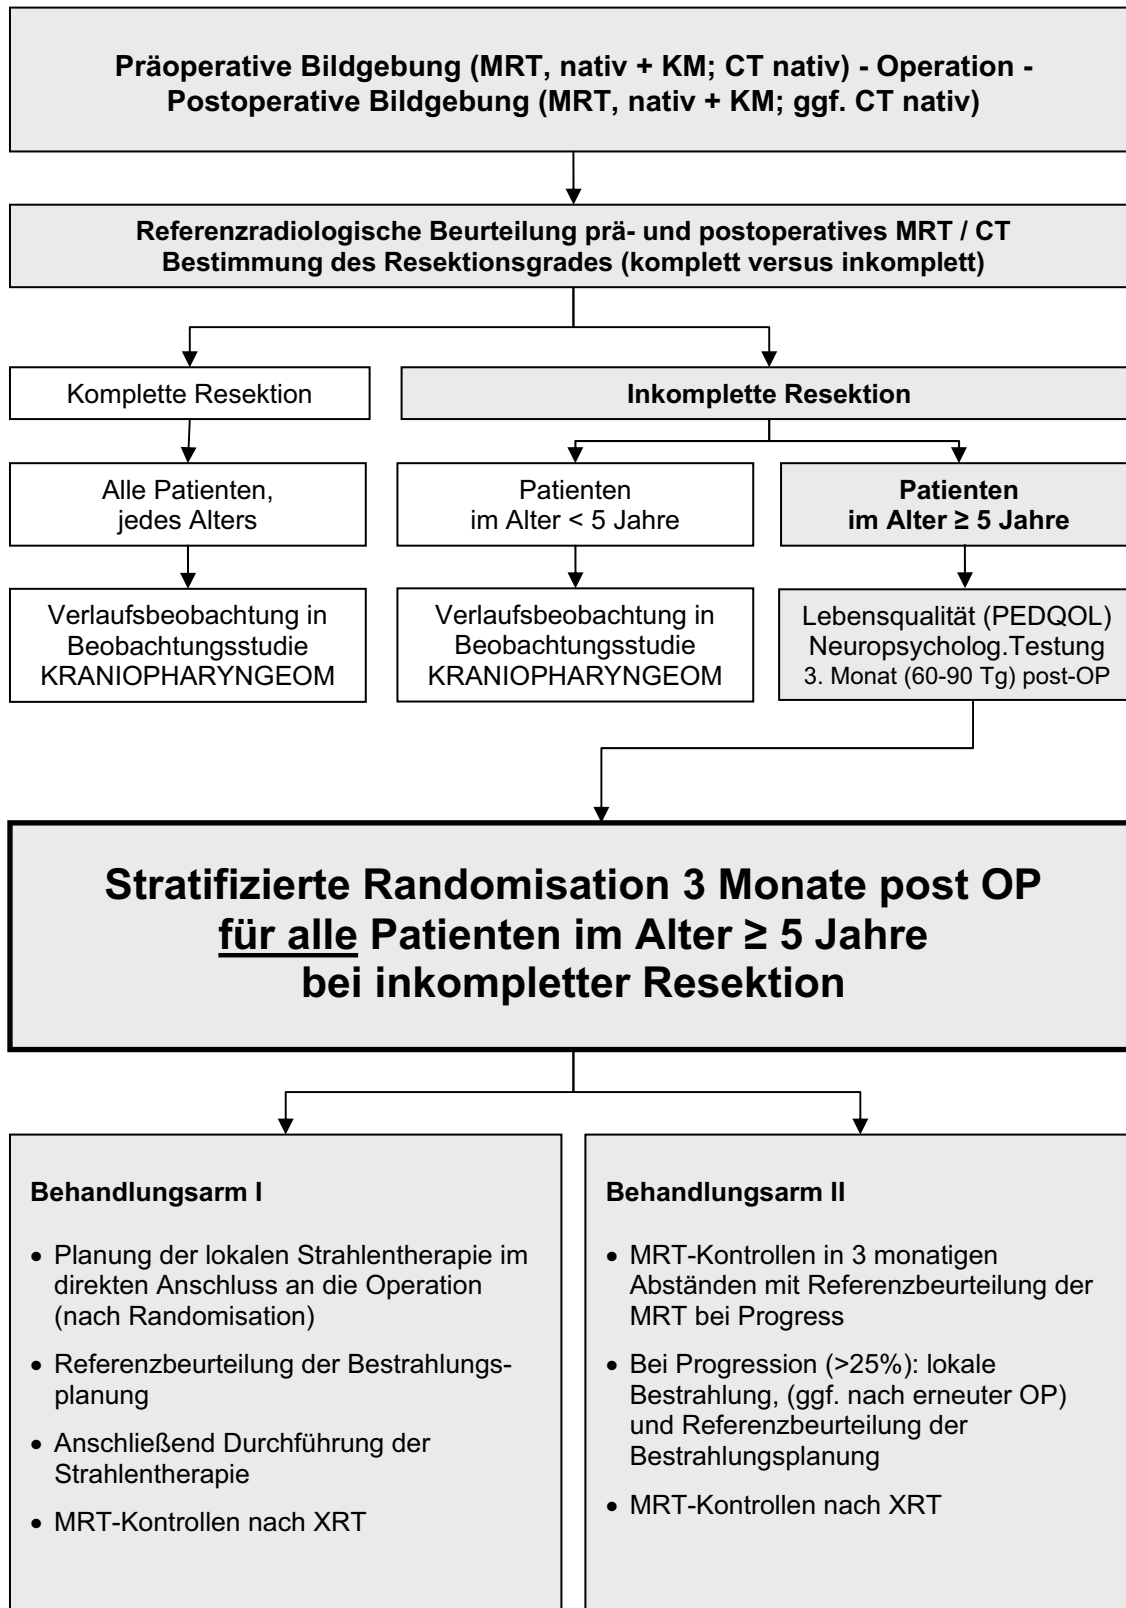 Präoperative Bildgebung (MRT, nativ + KM; CT nativ) - Operation -
Postoperative Bildgebung (MRT, nativ + KM; ggf. CT nativ)
Referenzradiologische Beurteilung prä- und postoperatives MRT / CT
Bestimmung des Resektionsgrades (komplett versus inkomplett)
Komplette Resektion
Inkomplette Resektion
Alle Patienten,
jedes Alters
Patienten
im Alter < 5 Jahre
Patienten
im Alter ≥ 5 Jahre
Verlaufsbeobachtung in
Beobachtungsstudie
KRANIOPHARYNGEOM
Verlaufsbeobachtung in
Beobachtungsstudie
KRANIOPHARYNGEOM
Lebensqualität (PEDQOL)
Neuropsycholog.Testung
3. Monat (60-90 Tg) post-OP
Stratifizierte Randomisation 3 Monate post OP
für alle Patienten im Alter ≥ 5 Jahre
bei inkompletter Resektion
Behandlungsarm I
• Planung der lokalen Strahlentherapie im
direkten Anschluss an die Operation
(nach Randomisation)
• Referenzbeurteilung der Bestrahlungs-
planung
• Anschließend Durchführung der
Strahlentherapie
• MRT-Kontrollen nach XRT
Behandlungsarm II
• MRT-Kontrollen in 3 monatigen
Abständen mit Referenzbeurteilung der
MRT bei Progress
• Bei Progression (>25%): lokale
Bestrahlung, (ggf. nach erneuter OP)
und Referenzbeurteilung der
Bestrahlungsplanung
• MRT-Kontrollen nach XRT